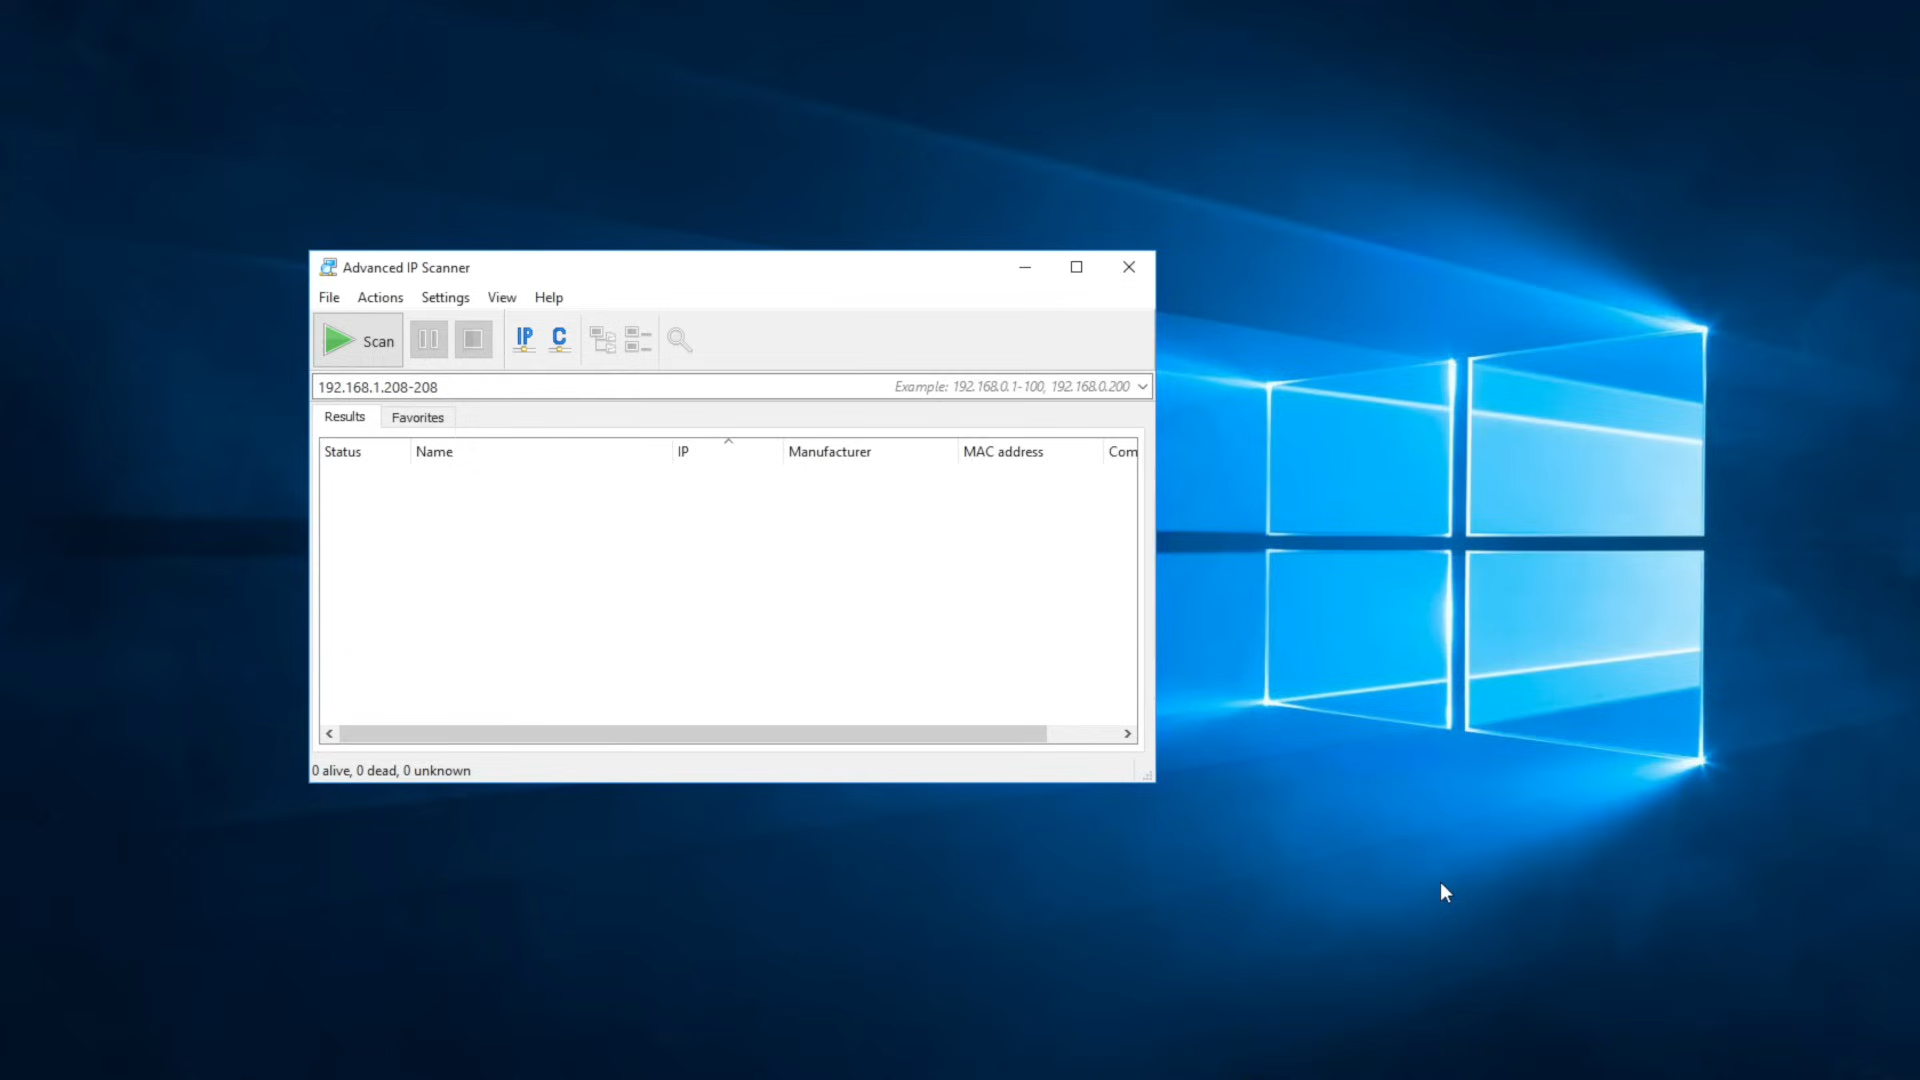 Advanced IP Scanner
File Actions Settings View Help
Scan IP C
192.168.1.208-208 Example: 192.168.0.1-100, 192.168.0.200
Results Favorites
Status Name IP Manufacturer MAC address Com
0 alive, 0 dead, 0 unknown